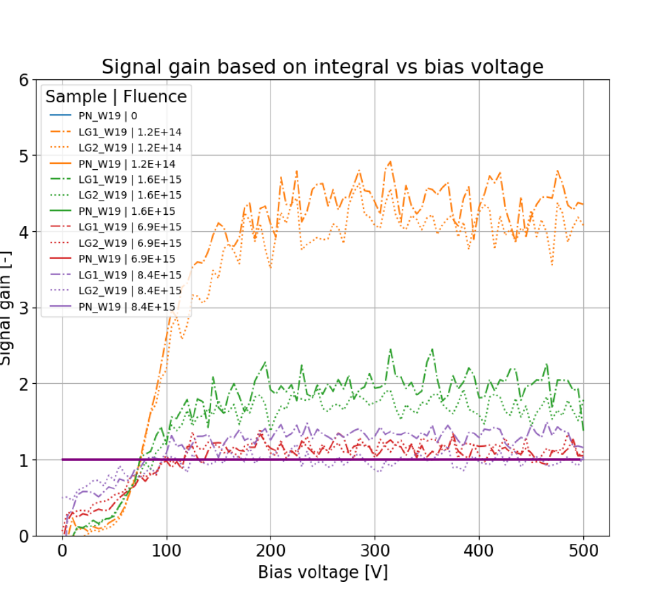 Signal gain based on integral vs bias voltage
6
5
4
3
2
1
0
Signal gain [-]
Sample | Fluence
PN_W19 | 0
LG1_W19 | 1.2E+14
LG2_W19 | 1.2E+14
PN_W19 | 1.2E+14
LG1_W19 | 1.6E+15
LG2_W19 | 1.6E+15
PN_W19 | 1.6E+15
LG1_W19 | 6.9E+15
LG2_W19 | 6.9E+15
PN_W19 | 6.9E+15
LG1_W19 | 8.4E+15
LG2_W19 | 8.4E+15
PN_W19 | 8.4E+15
0 100 200 300 400 500
Bias voltage [V]